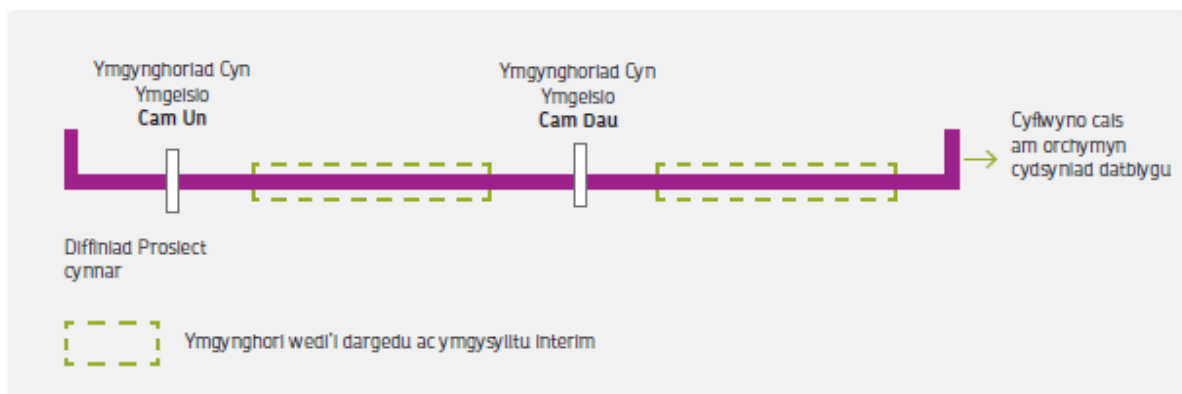 Ymgynghoriad Cyn
Ymgeisio
Cam Un
Ymgynghoriad Cyn
Ymgeisio
Cam Dau
Cyflwyno cais
am orchymyn
cydsyniad datblygu
Diffiniad Prosiect
cynnar
Ymgynghori wedi'i dargedu ac ymgysylltu interim